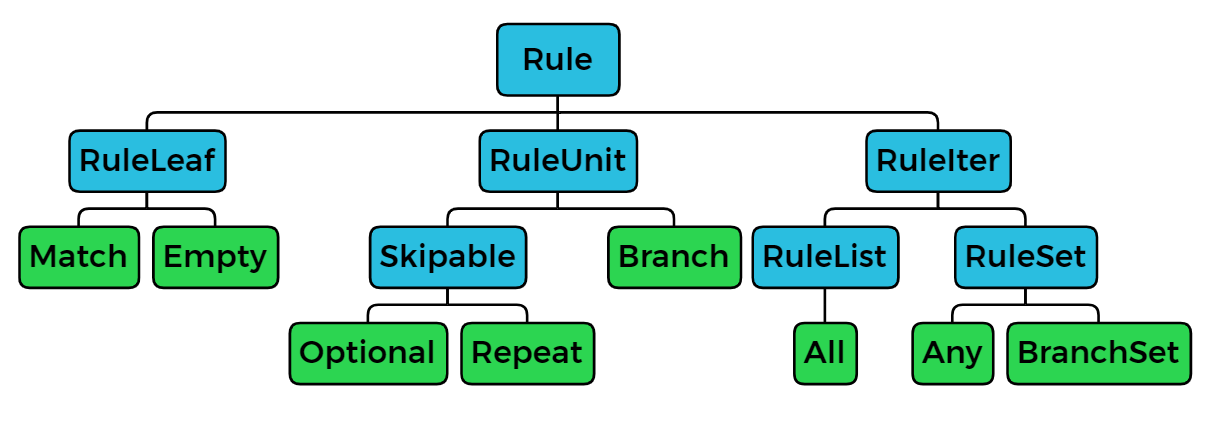 Rule
RuleLeaf
RuleUnit
RuleIter
Match
Empty
Skipable
Branch
RuleList
RuleSet
Optional
Repeat
All
Any
BranchSet